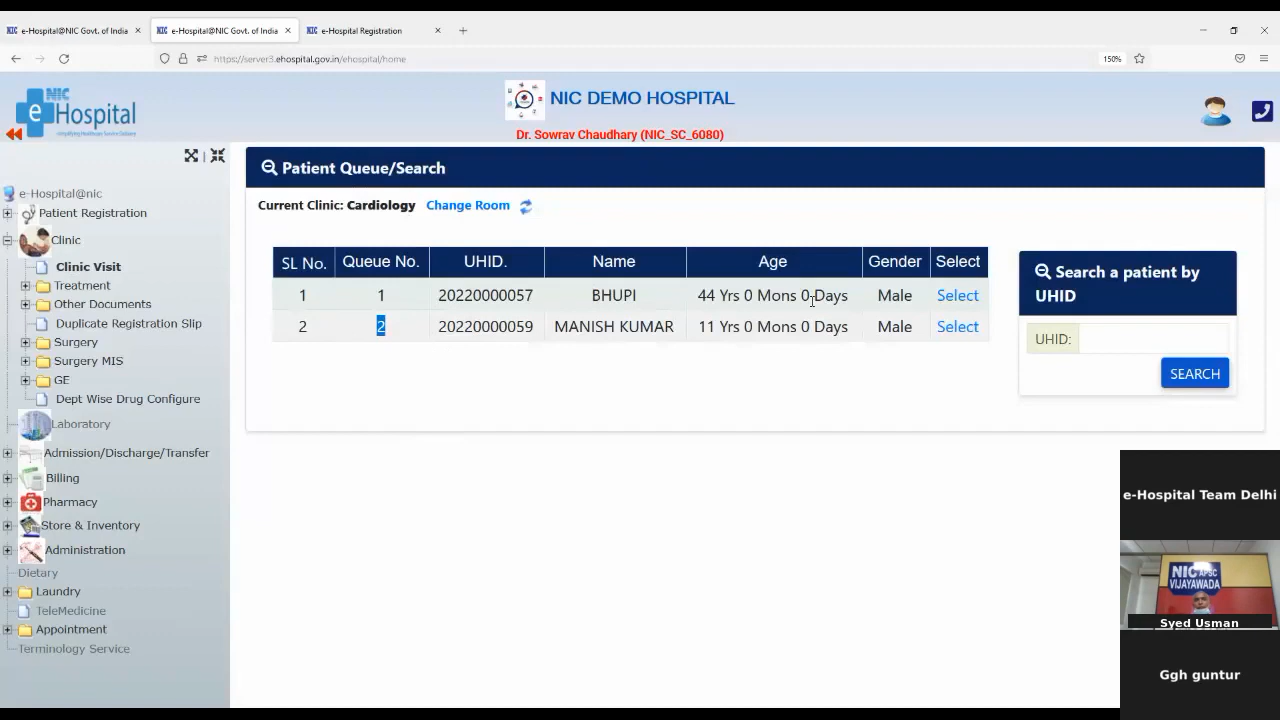 e-Hospital@NIC Govt. of India
e-Hospital@NIC Govt. of India
e-Hospital Registration
https://server3.ehospital.gov.in/ehospital/home
150%
NIC
e Hospital
NIC DEMO HOSPITAL
Dr. Sowrav Chaudhary (NIC_SC_6080)
e-Hospital@nic
Patient Registration
Clinic
Clinic Visit
Treatment
Other Documents
Duplicate Registration Slip
Surgery
Surgery MIS
GE
Dept Wise Drug Configure
Laboratory
Admission/Discharge/Transfer
Billing
Pharmacy
Store & Inventory
Administration
Dietary
Laundry
TeleMedicine
Appointment
Terminology Service
Patient Queue/Search
Current Clinic: Cardiology Change Room
SL No. Queue No. UHID. Name Age Gender Select
1 1 20220000057 BHUPI 44 Yrs 0 Mons 0 Days Male Select
2 2 20220000059 MANISH KUMAR 11 Yrs 0 Mons 0 Days Male Select
Search a patient by
UHID
UHID:
SEARCH
e-Hospital Team Delhi
NIC APSC
VIJAYAWADA
Syed Usman
Ggh guntur